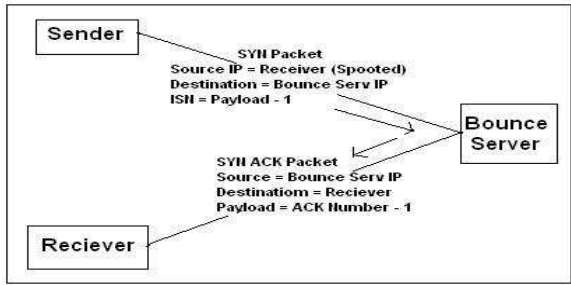 Sender
SYN Packet
Source IP = Receiver (Spooted)
Destination = Bounce Serv IP
ISN = Payload - 1
Bounce
Server
SYN ACK Packet
Source = Bounce Serv IP
Destinatiom = Reciever
Payload = ACK Number - 1
Reciever